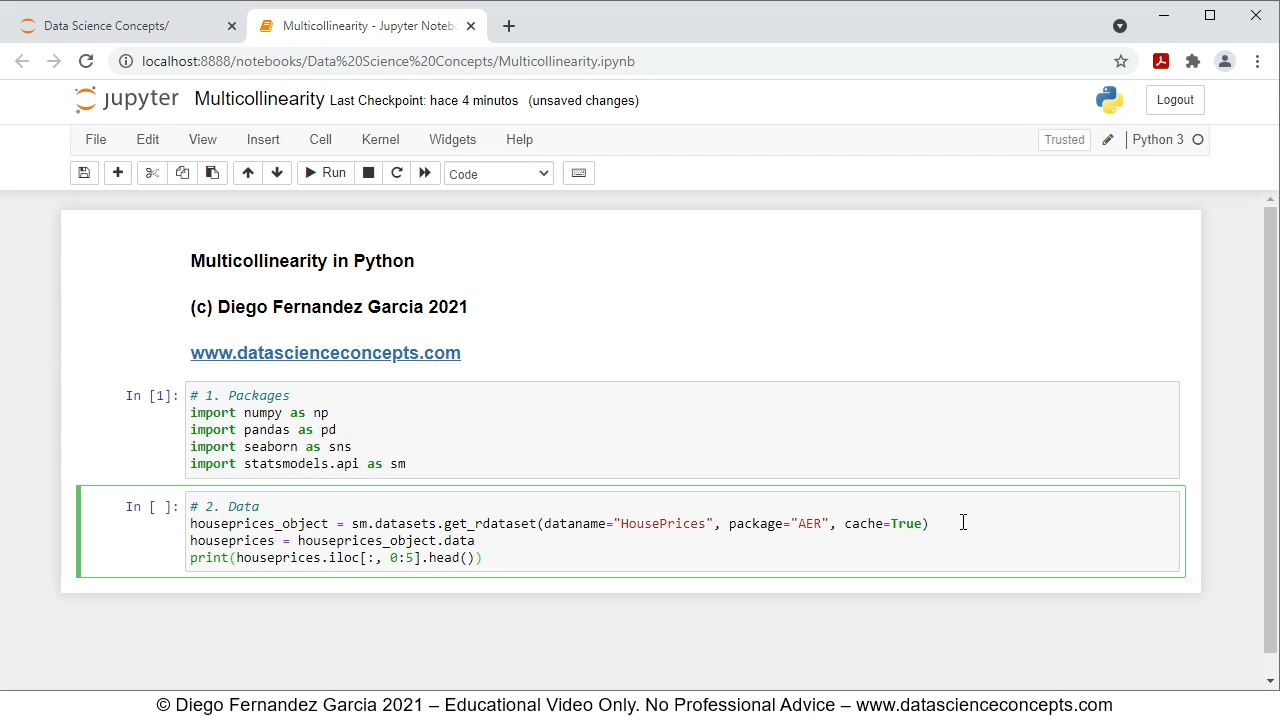 Data Science Concepts/
Multicollinearity - Jupyter Noteb
localhost:8888/notebooks/Data%20Science%20Concepts/Multicollinearity.ipynb
jupyter Multicollinearity Last Checkpoint: hace 4 minutos (unsaved changes)
Logout
File Edit View Insert Cell Kernel Widgets Help
Trusted Python 3
Run Code
Multicollinearity in Python
(c) Diego Fernandez Garcia 2021
www.datascienceconcepts.com
In [1]: # 1. Packages
import numpy as np
import pandas as pd
import seaborn as sns
import statsmodels.api as sm
In [ ]: # 2. Data
houseprices_object = sm.datasets.get_rdataset(dataname="HousePrices", package="AER", cache=True)
houseprices = houseprices_object.data
print(houseprices.iloc[:, 0:5].head())
© Diego Fernandez Garcia 2021 – Educational Video Only. No Professional Advice – www.datascienceconcepts.com